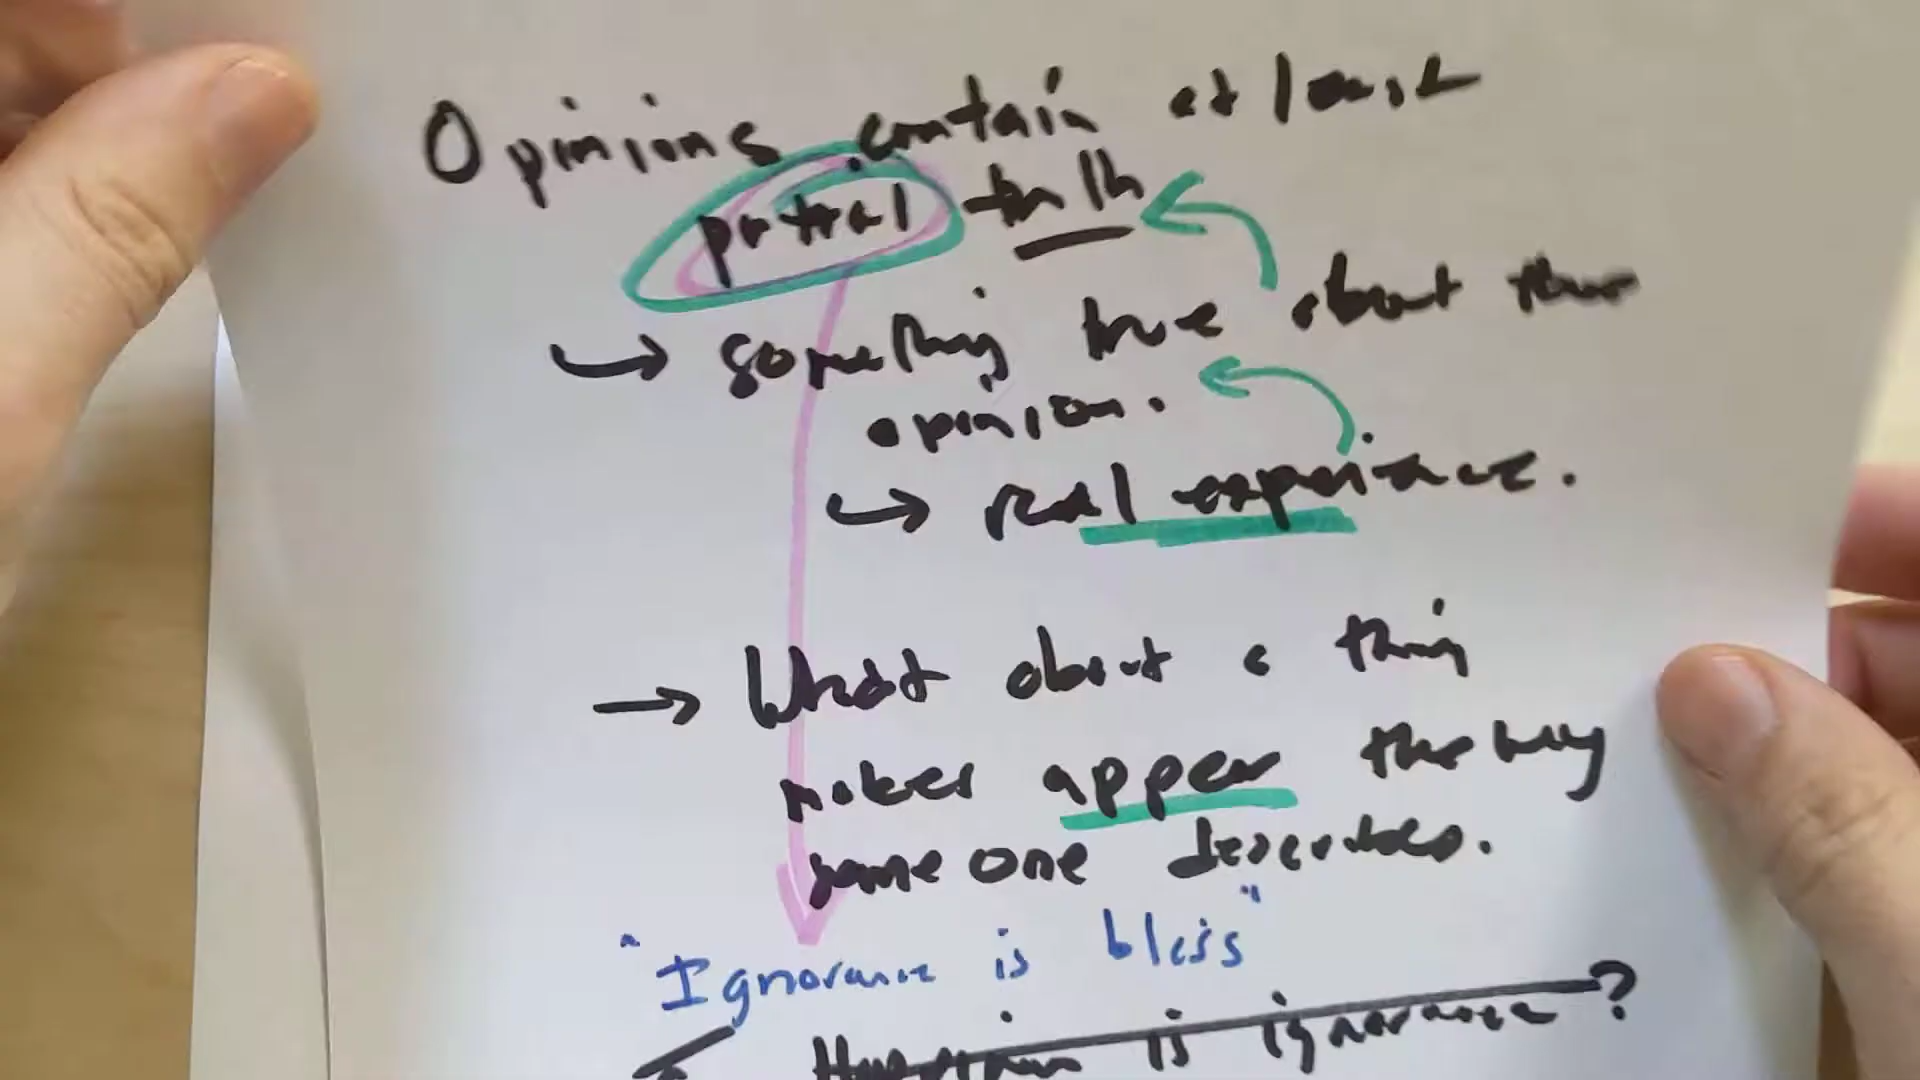 Opinions contain at least
partial truth
↳ something true about their
opinion.
↳ real experience.
→ What about a thing
makes appear the way
someone describes.
"Ignorance is bliss"
is ignorance?